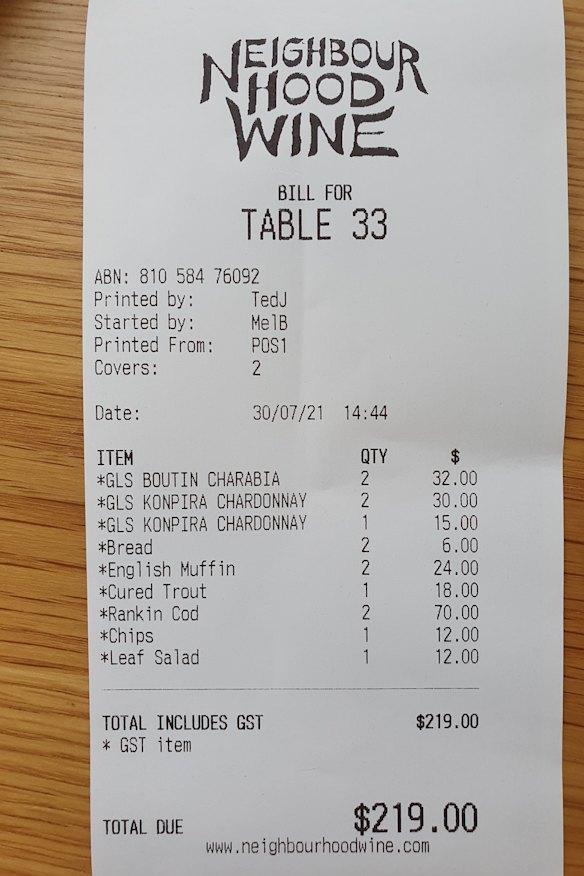 NEIGHBOUR
HOOD
WINE
BILL FOR
TABLE 33
ABN: 810 584 76092
Printed by: TedJ
Started by: MelB
Printed From: POS1
Covers: 2
Date: 30/07/21 14:44
ITEM QTY $
*GLS BOUTIN CHARABIA 2 32.00
*GLS KONPIRA CHARDONNAY 2 30.00
*GLS KONPIRA CHARDONNAY 1 15.00
*Bread 2 6.00
*English Muffin 2 24.00
*Cured Trout 1 18.00
*Rankin Cod 2 70.00
*Chips 1 12.00
*Leaf Salad 1 12.00
TOTAL INCLUDES GST $219.00
* GST item
TOTAL DUE $219.00
www.neighbourhoodwine.com